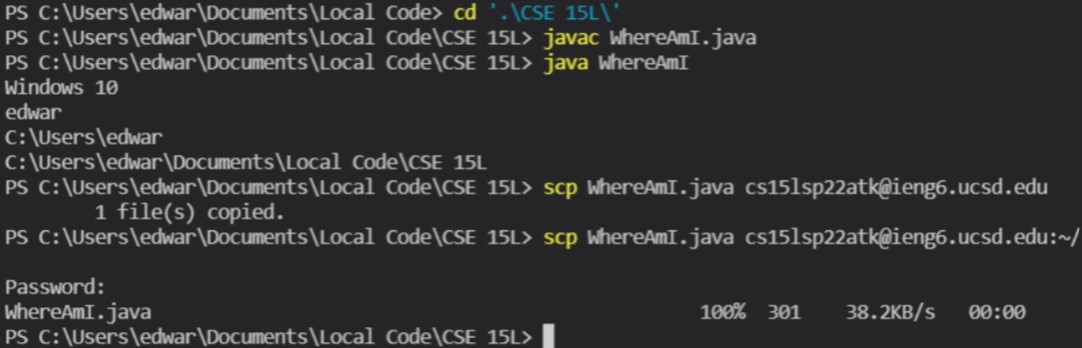 PS C:\Users\edwar\Documents\Local Code> cd '.\CSE 15L\'
PS C:\Users\edwar\Documents\Local Code\CSE 15L> javac WhereAmI.java
PS C:\Users\edwar\Documents\Local Code\CSE 15L> java WhereAmI
Windows 10
edwar
C:\Users\edwar
C:\Users\edwar\Documents\Local Code\CSE 15L
PS C:\Users\edwar\Documents\Local Code\CSE 15L> scp WhereAmI.java cs15lsp22atk@ieng6.ucsd.edu
        1 file(s) copied.
PS C:\Users\edwar\Documents\Local Code\CSE 15L> scp WhereAmI.java cs15lsp22atk@ieng6.ucsd.edu:~/
Password:
WhereAmI.java 100% 301 38.2KB/s 00:00
PS C:\Users\edwar\Documents\Local Code\CSE 15L>